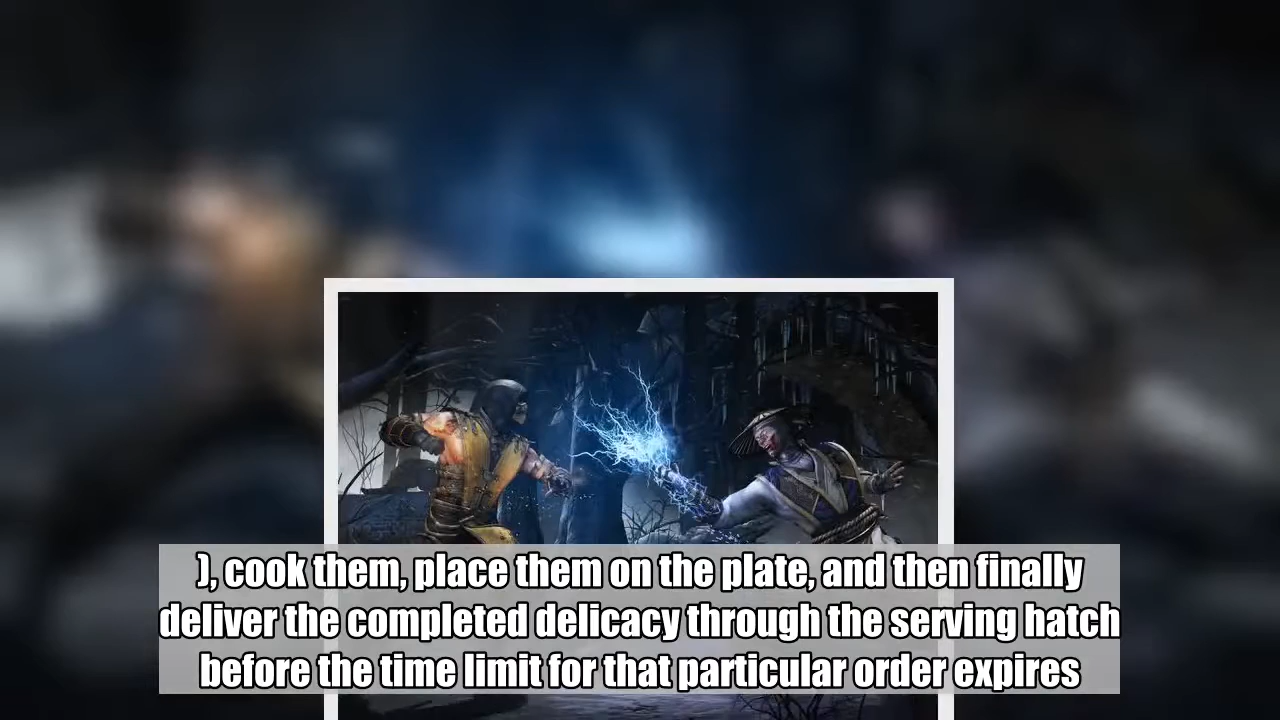 ), cook them, place them on the plate, and then finally
deliver the completed delicacy through the serving hatch
before the time limit for that particular order expires